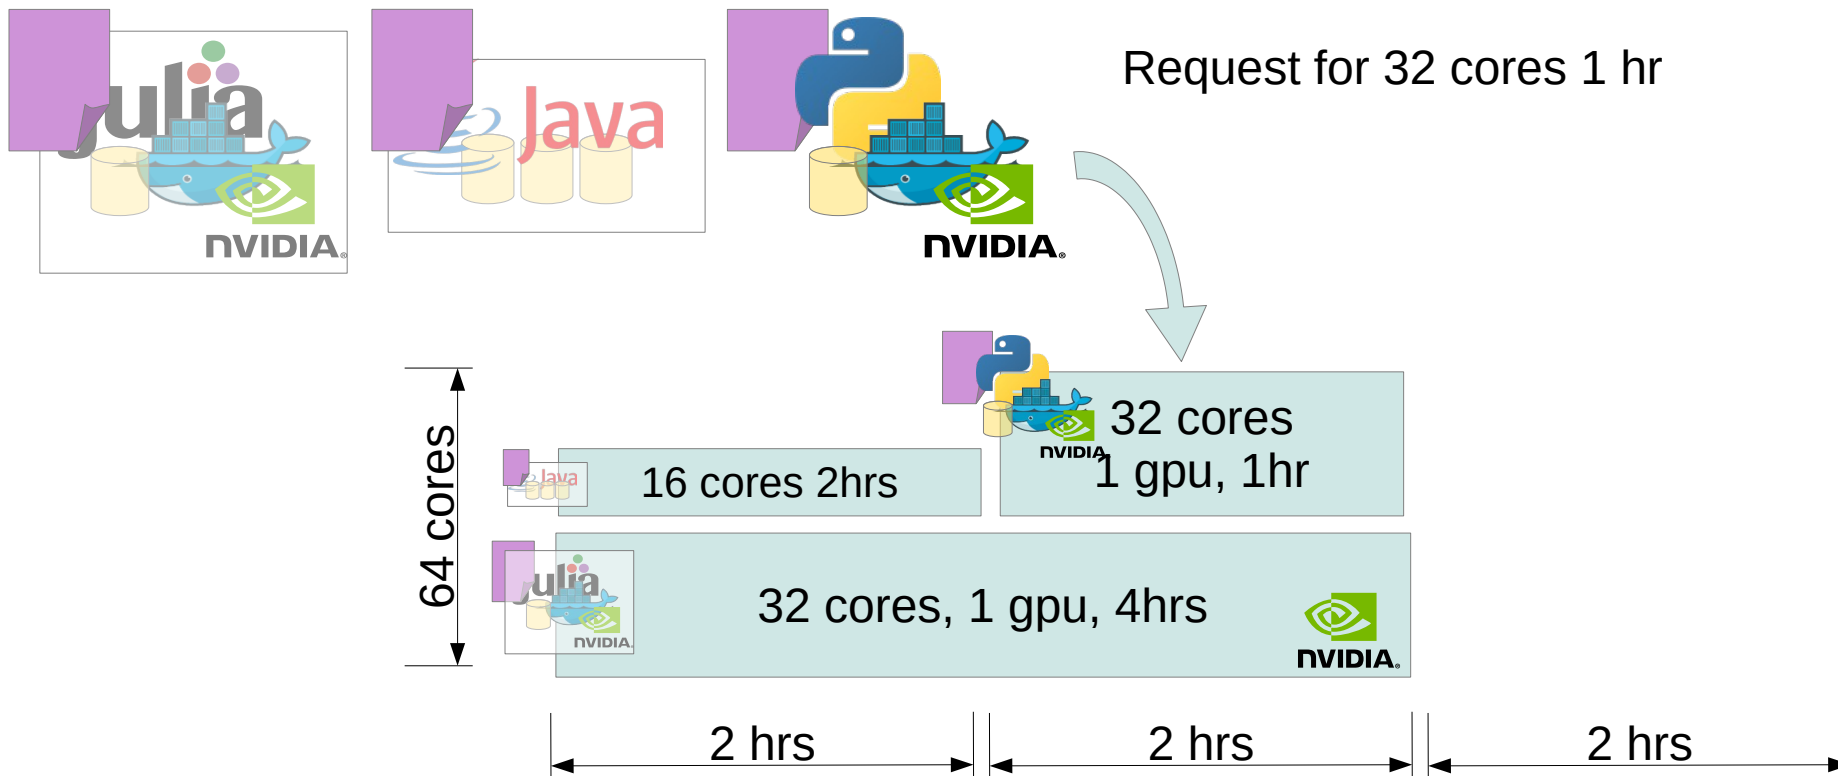 Request for 32 cores 1 hr
julia
NVIDIA.
Java
NVIDIA.
64 cores
32 cores
1 gpu, 1hr
NVIDIA
Java
16 cores 2hrs
julia
NVIDIA.
32 cores, 1 gpu, 4hrs
NVIDIA.
2 hrs
2 hrs
2 hrs